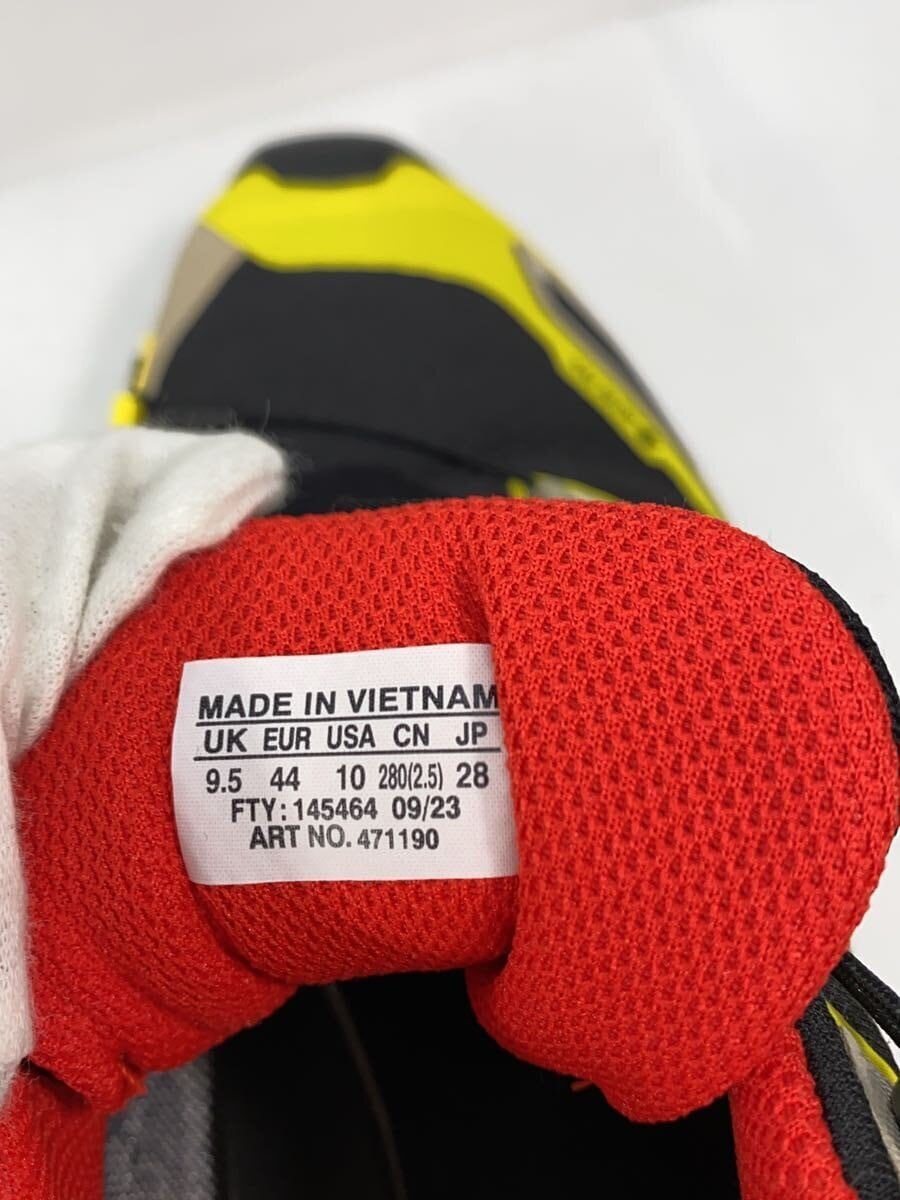 MADE IN VIETNAM
UK EUR USA CN JP
9.5 44 10 280(2.5) 28
FTY: 145464 09/23
ART NO. 471190